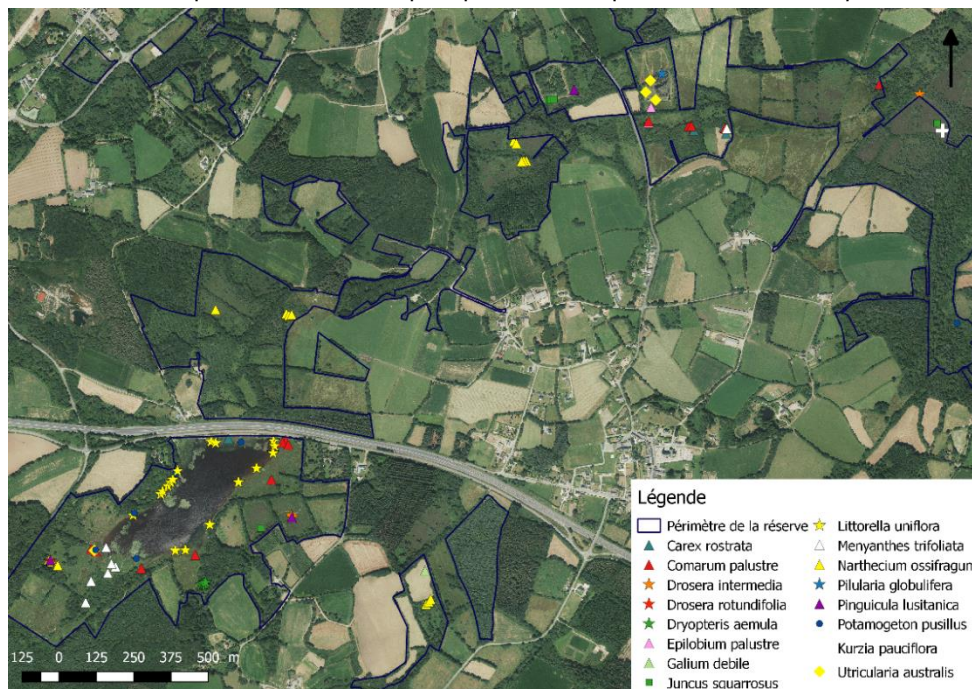 Légende
Périmètre de la réserve
Carex rostrata
Comarum palustre
Drosera intermedia
Drosera rotundifolia
Dryopteris aemula
Epilobium palustre
Galium debile
Juncus squarrosus
Littorella uniflora
Menyanthes trifoliata
Narthecium ossifragun
Pilularia globulifera
Pinguicula lusitanica
Potamogeton pusillus
Kurzia pauciflora
Utricularia australis
125 0 125 250 375 500 m